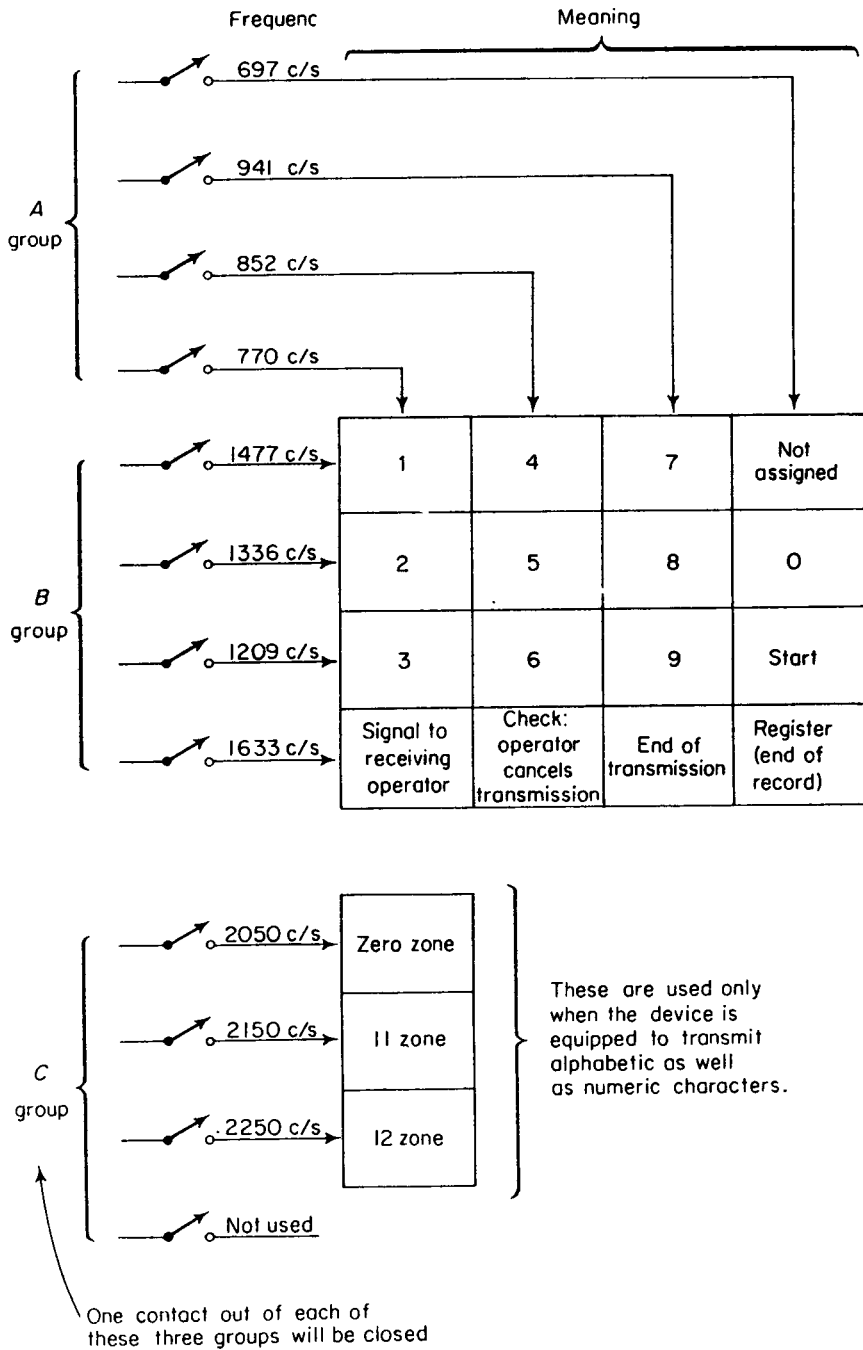 Frequenc
Meaning
697 c/s
941 c/s
A
group
852 c/s
770 c/s
1477 c/s
1 4 7 Not
assigned
1336 c/s
2 5 8 0
B
group
1209 c/s
3 6 9 Start
1633 c/s
Signal to
receiving
operator
Check:
operator
cancels
transmission
End of
transmission
Register
(end of
record)
2050 c/s
Zero zone
2150 c/s
11 zone
C
group
2250 c/s
12 zone
Not used
These are used only
when the device is
equipped to transmit
alphabetic as well
as numeric characters.
One contact out of each of
these three groups will be closed